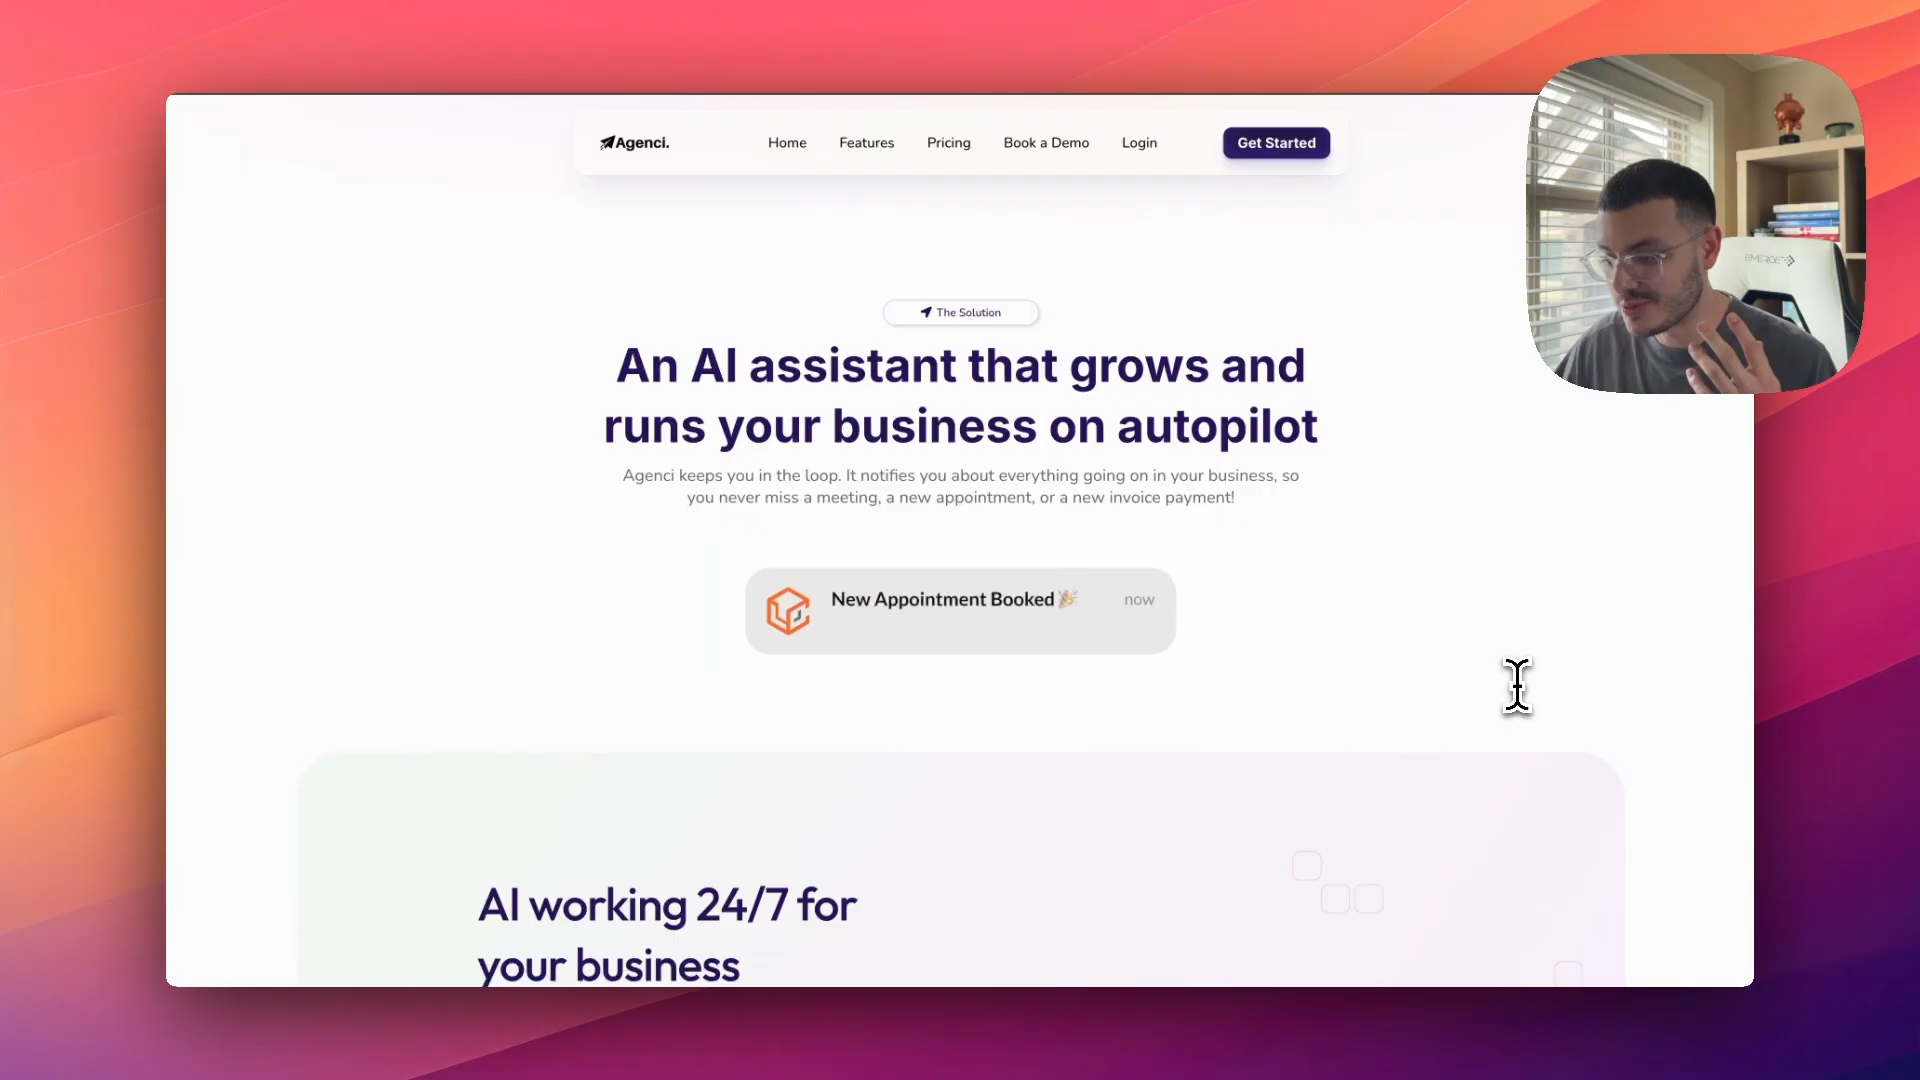 Agenci.
Home
Features
Pricing
Book a Demo
Login
Get Started
EMERGE
The Solution
An AI assistant that grows and
runs your business on autopilot
Agenci keeps you in the loop. It notifies you about everything going on in your business, so
you never miss a meeting, a new appointment, or a new invoice payment!
New Appointment Booked🎉
now
AI working 24/7 for
your business